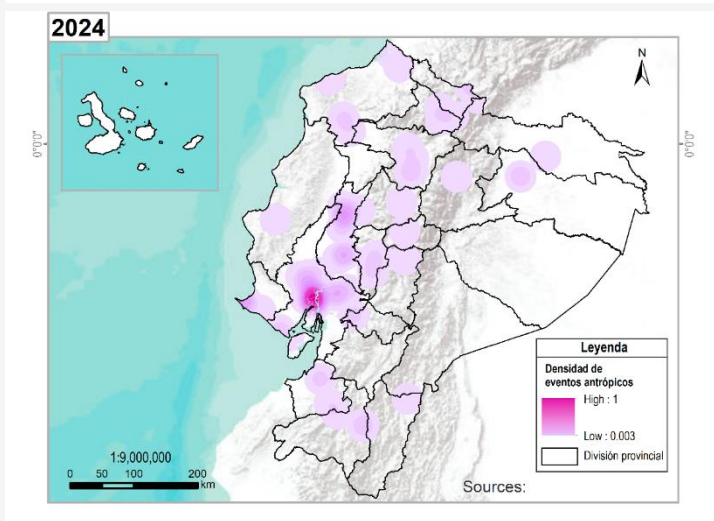 2024
N
0°0'0"
0°0'0"
Leyenda
Densidad de
eventos antrópicos
High : 1
Low : 0.003
División provincial
1:9,000,000
0 50 100 200
km
Sources: